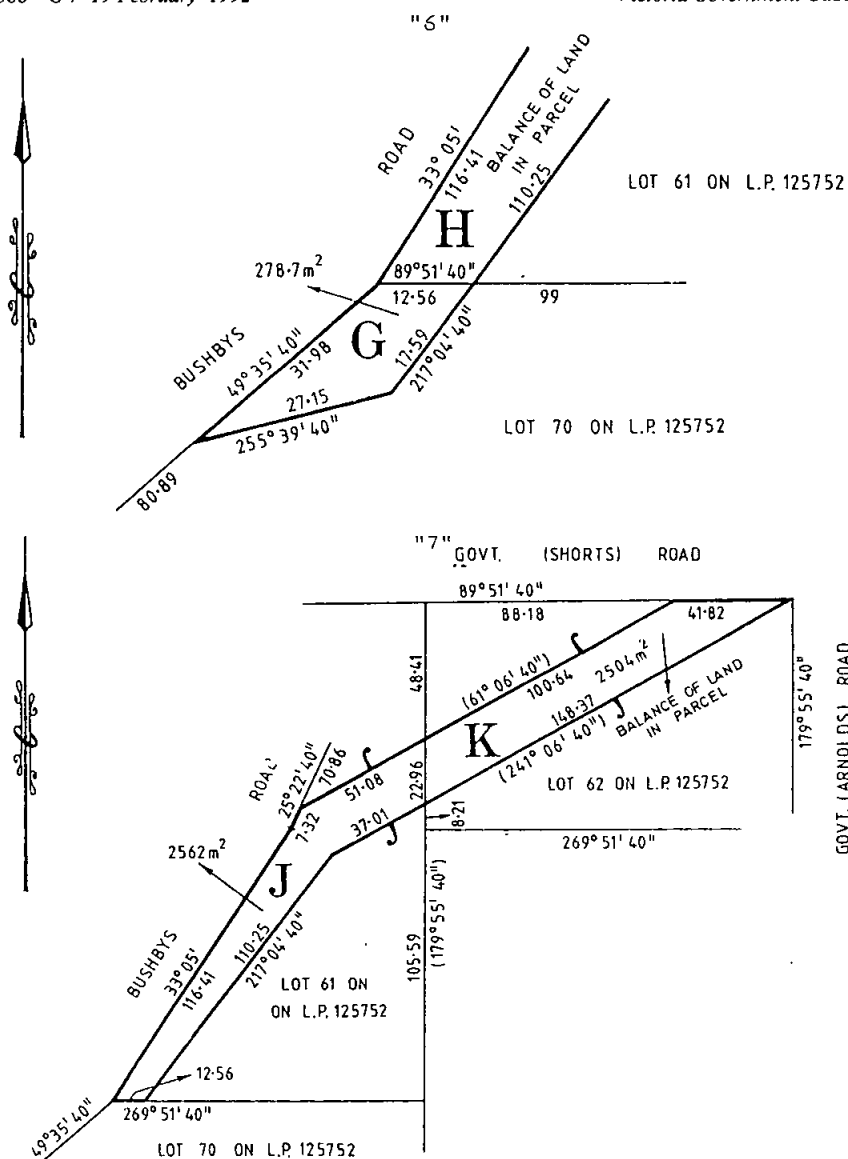 G 7 19 February 1992
Victoria Government
"6"
ROAD
33° 05'
116·41
BALANCE OF LAND
IN PARCEL
110·25
LOT 61 ON L.P. 125752
H
89° 51' 40"
12·56
99
278·7m²
G
BUSHBYS
49° 35' 40"
31·98
17·59
217° 04' 40"
27·15
255° 39' 40"
LOT 70 ON L.P. 125752
80·89
"7"
GOVT. (SHORTS) ROAD
89° 51' 40"
88·18
41·82
48·41
(61° 06' 40")
100·64
2504m²
148·37
(241° 06' 40")
BALANCE OF LAND
IN PARCEL
179° 55' 40"
GOVT. (ARNOLDS) ROAD
K
ROAD
25° 22' 40"
70·86
51·08
7·32
37·01
22·96
8·21
LOT 62 ON L.P. 125752
269° 51' 40"
2562m²
J
BUSHBYS
33° 05'
116·41
110·25
217° 04' 40"
105·59
(179° 55' 40")
LOT 61 ON
ON L.P. 125752
12·56
269° 51' 40"
49° 35' 40"
LOT 70 ON L.P. 125752